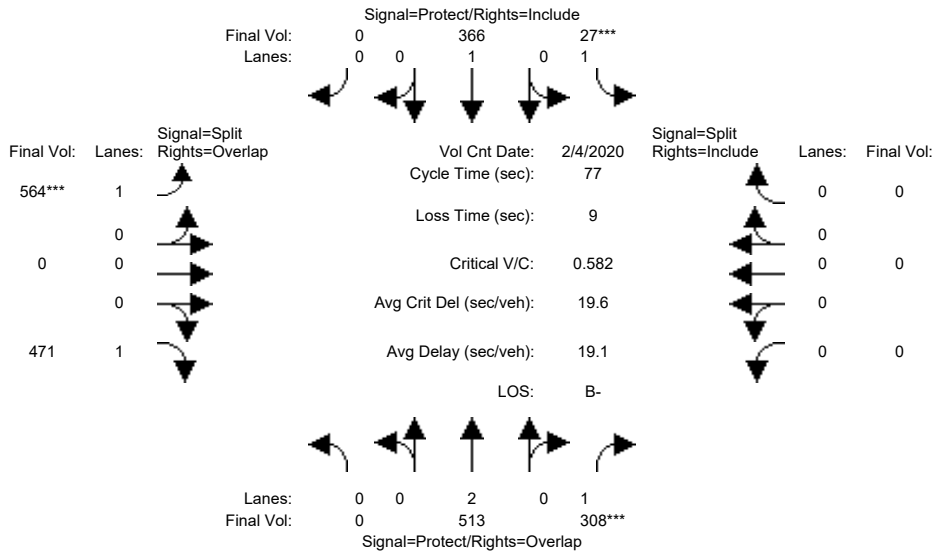 Signal=Protect/Rights=Include
Final Vol: 0 366 27***
Lanes: 0 0 1 0 1
Signal=Split Signal=Split
Final Vol: Lanes: Rights=Overlap Vol Cnt Date: 2/4/2020 Rights=Include Lanes: Final Vol:
Cycle Time (sec): 77
564*** 1 0 0
Loss Time (sec): 9
0 0
0 0 Critical V/C: 0.582 0 0
0 Avg Crit Del (sec/veh): 19.6 0
471 1 Avg Delay (sec/veh): 19.1 0 0
LOS: B-
Lanes: 0 0 2 0 1
Final Vol: 0 513 308***
Signal=Protect/Rights=Overlap